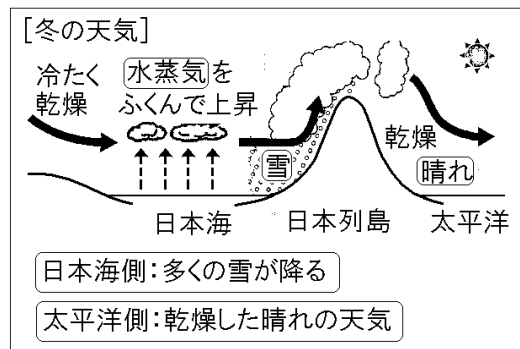 [冬の天気]
冷たく
乾燥
水蒸気を
ふくんで上昇
雪
乾燥
晴れ
日本海
日本列島
太平洋
日本海側:多くの雪が降る
太平洋側:乾燥した晴れの天気